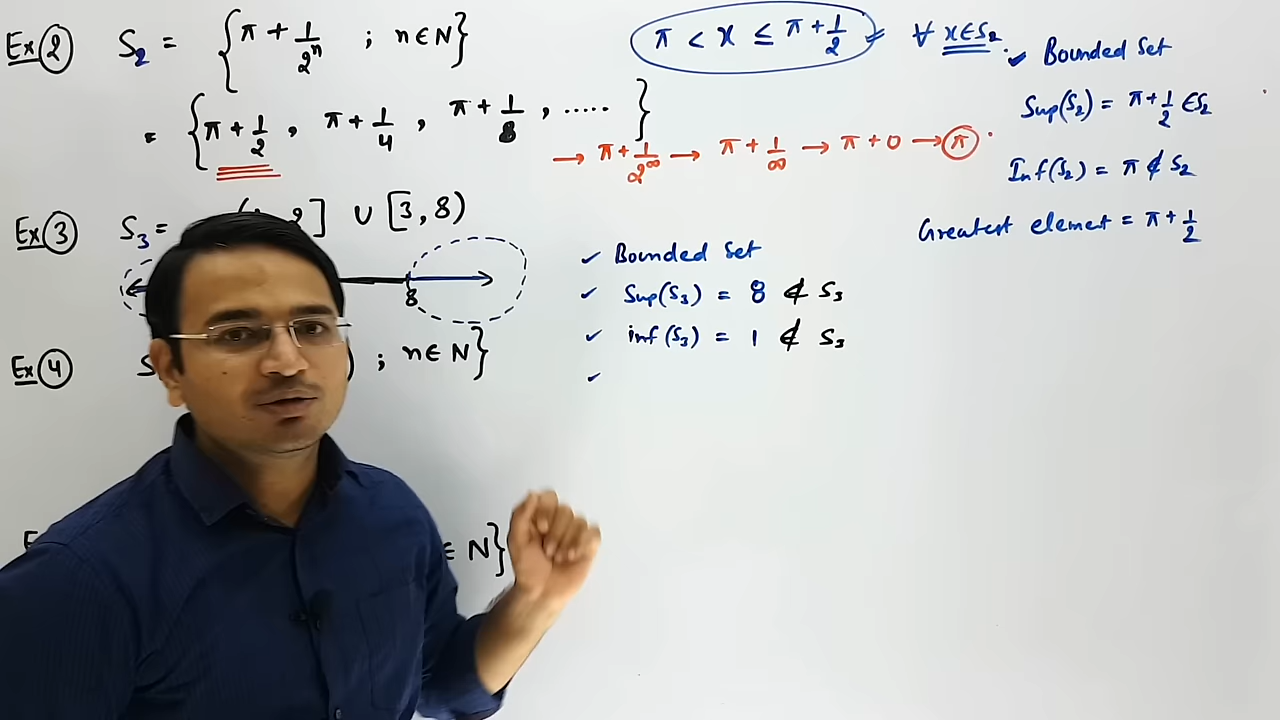 Ex 2 S₂ = { π + 1/2ⁿ ; n ∈ N }
= { π + 1/2 , π + 1/4 , π + 1/8 , ..... }
→ π + 1/2^∞ → π + 1/∞ → π + 0 → π
π < x ≤ π + 1/2 ∀ x ∈ S₂
✓ Bounded Set
Sup(S₂) = π + 1/2 ∈ S₂
Inf(S₂) = π ∉ S₂
Greatest element = π + 1/2
Ex 3 S₃ = ] ∪ [3, 8)
8
✓ Bounded Set
✓ Sup(S₃) = 8 ∉ S₃
✓ inf(S₃) = 1 ∉ S₃
✓
Ex 4 S ; n ∈ N }
∈ N }